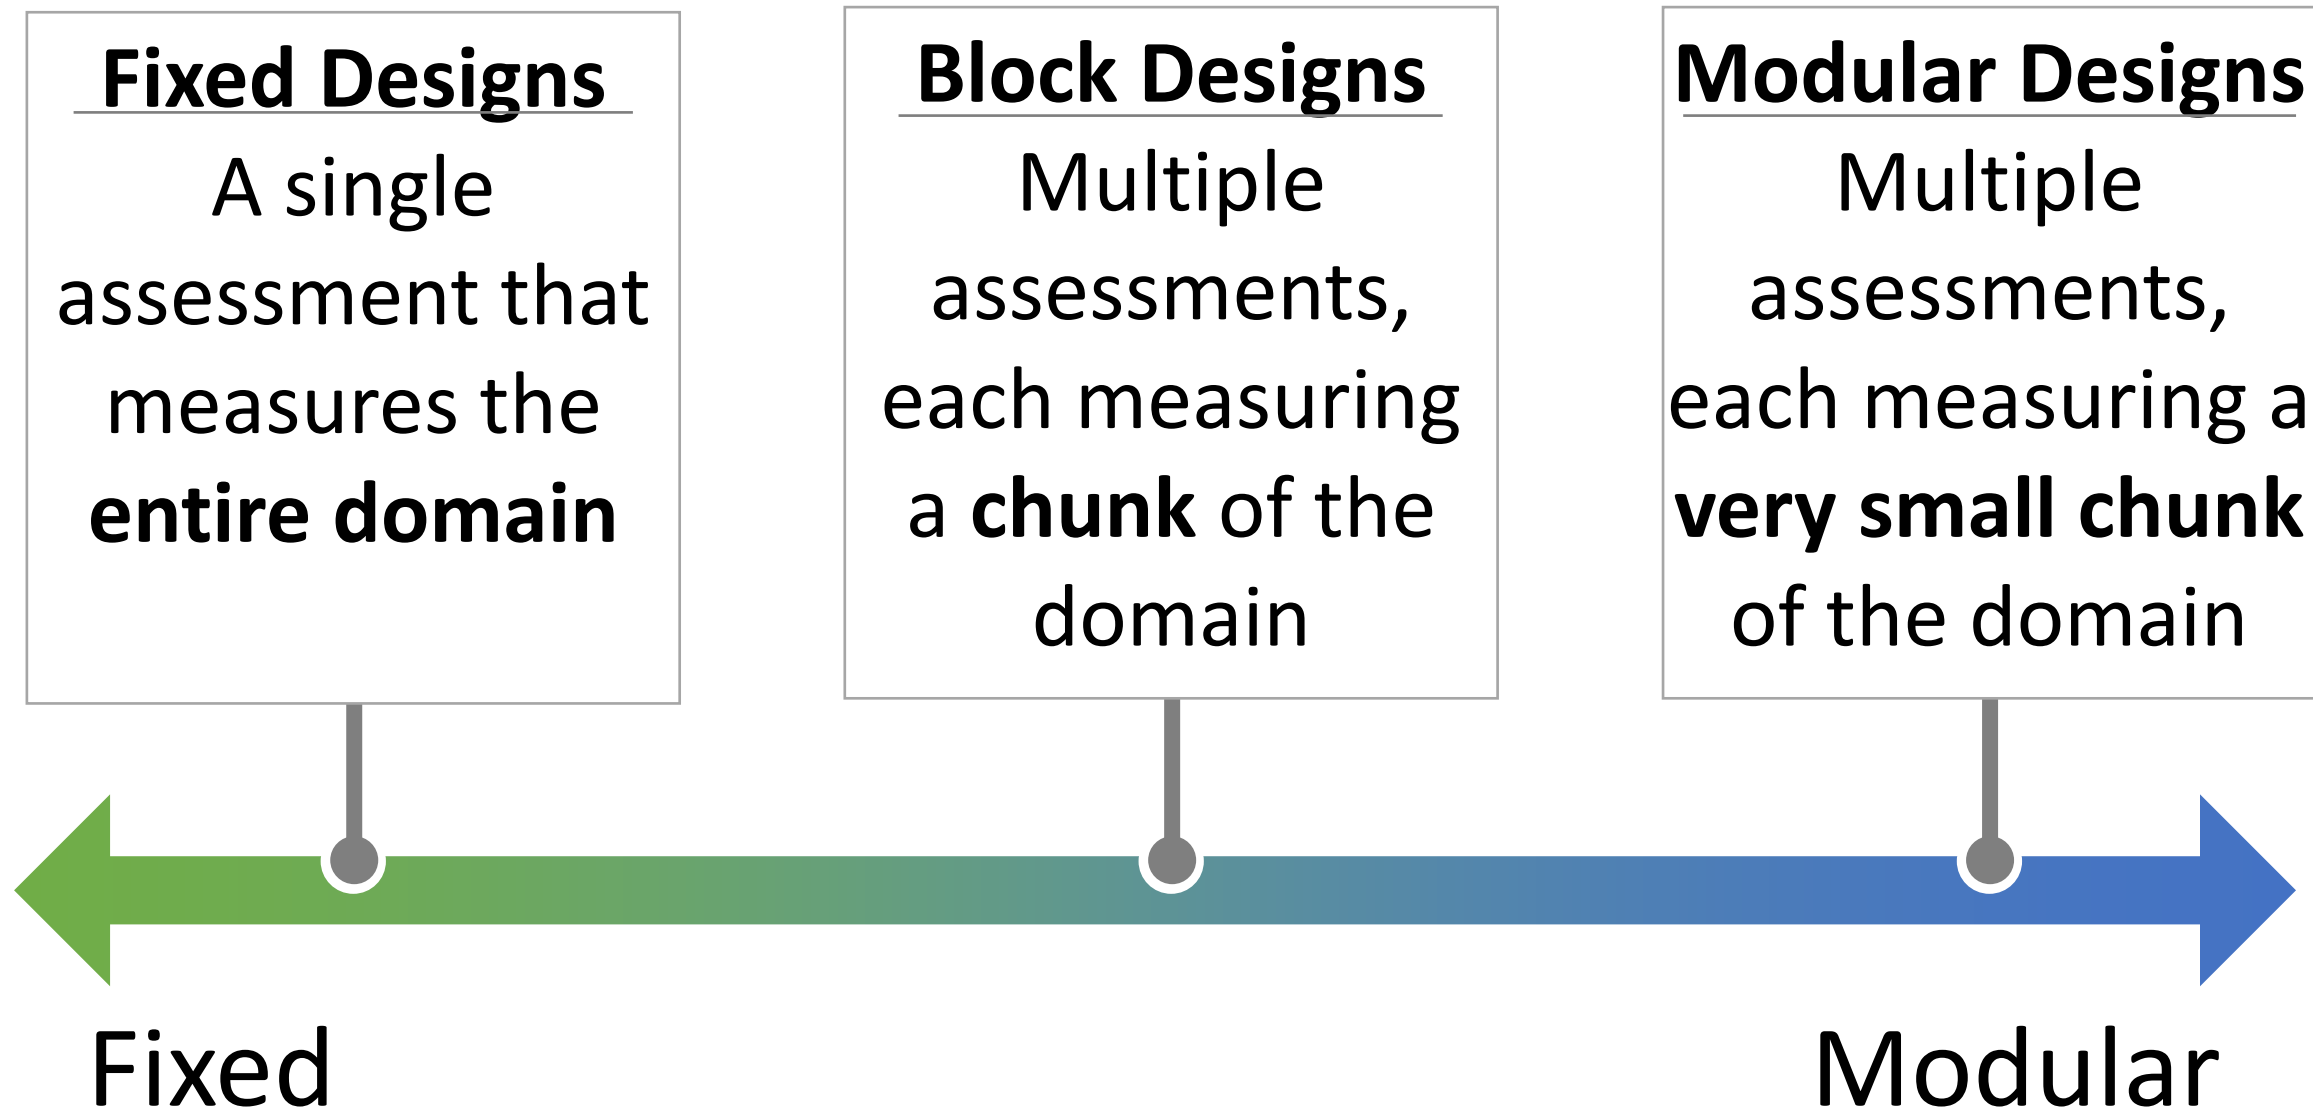 Fixed Designs
A single
assessment that
measures the
entire domain
Block Designs
Multiple
assessments,
each measuring
a chunk of the
domain
Modular Designs
Multiple
assessments,
each measuring a
very small chunk
of the domain
Fixed
Modular